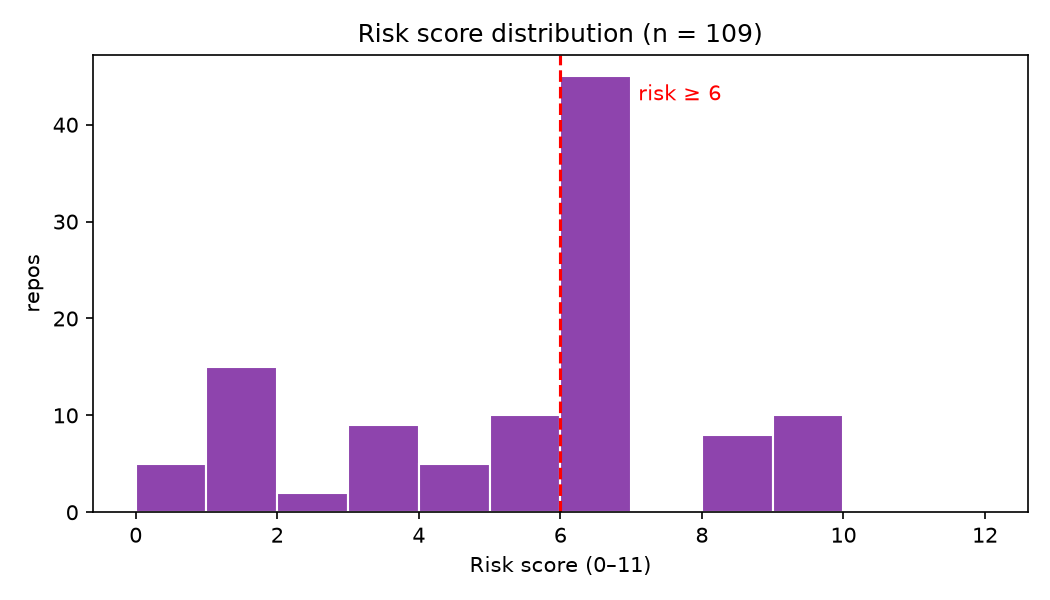 Risk score distribution (n = 109)
risk ≥ 6
40
30
20
10
0
repos
0 2 4 6 8 10 12
Risk score (0–11)